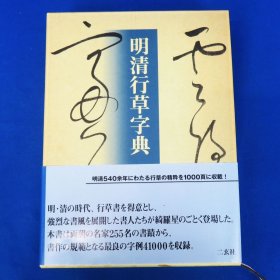 明清行草字典
明清540余年にわたる行草の精粋を1000頁に収載!
明・清の時代、行草書を得意とし、
強烈な書風を展開した書人たちが綺羅星のごとく登場した。
本書は両朝の名家255名の書蹟から、
書作の規範となる最良の字例41000を収録。
二玄社